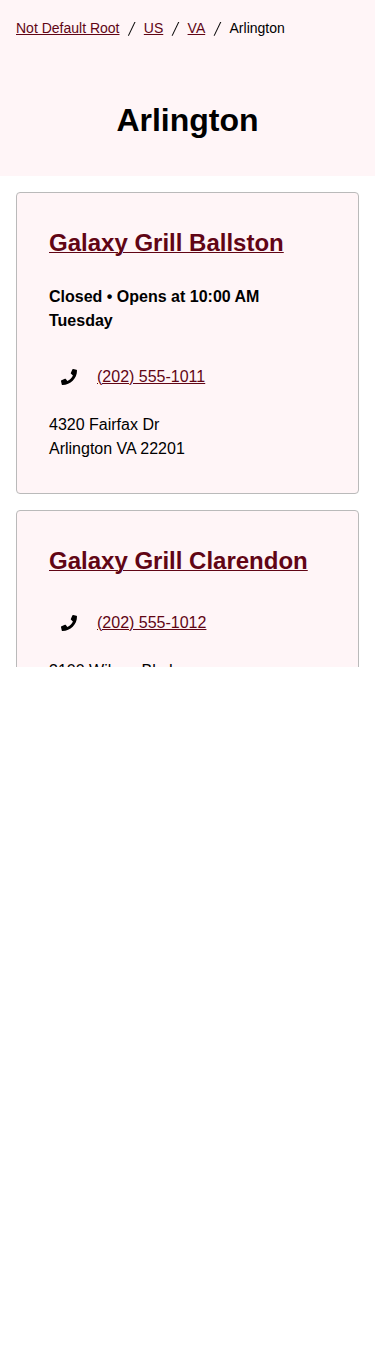 Not Default Root / US / VA / Arlington
Arlington
Galaxy Grill Ballston
Closed • Opens at 10:00 AM
Tuesday
(202) 555-1011
4320 Fairfax Dr
Arlington VA 22201
Galaxy Grill Clarendon
(202) 555-1012